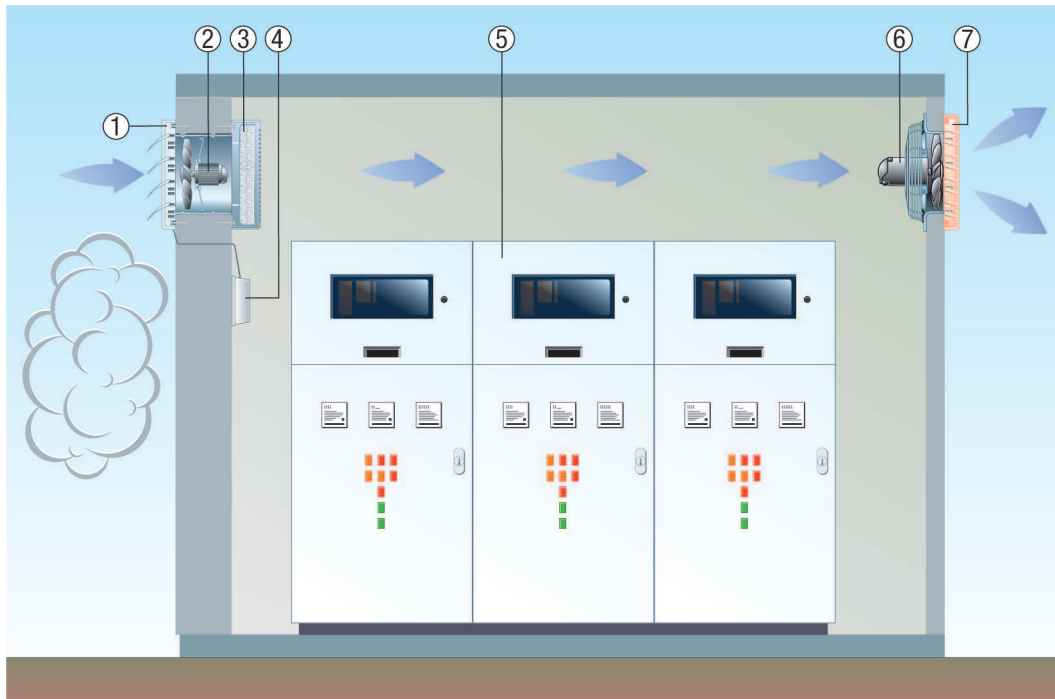 ② ③ ④ ⑤ ⑥ ⑦
①